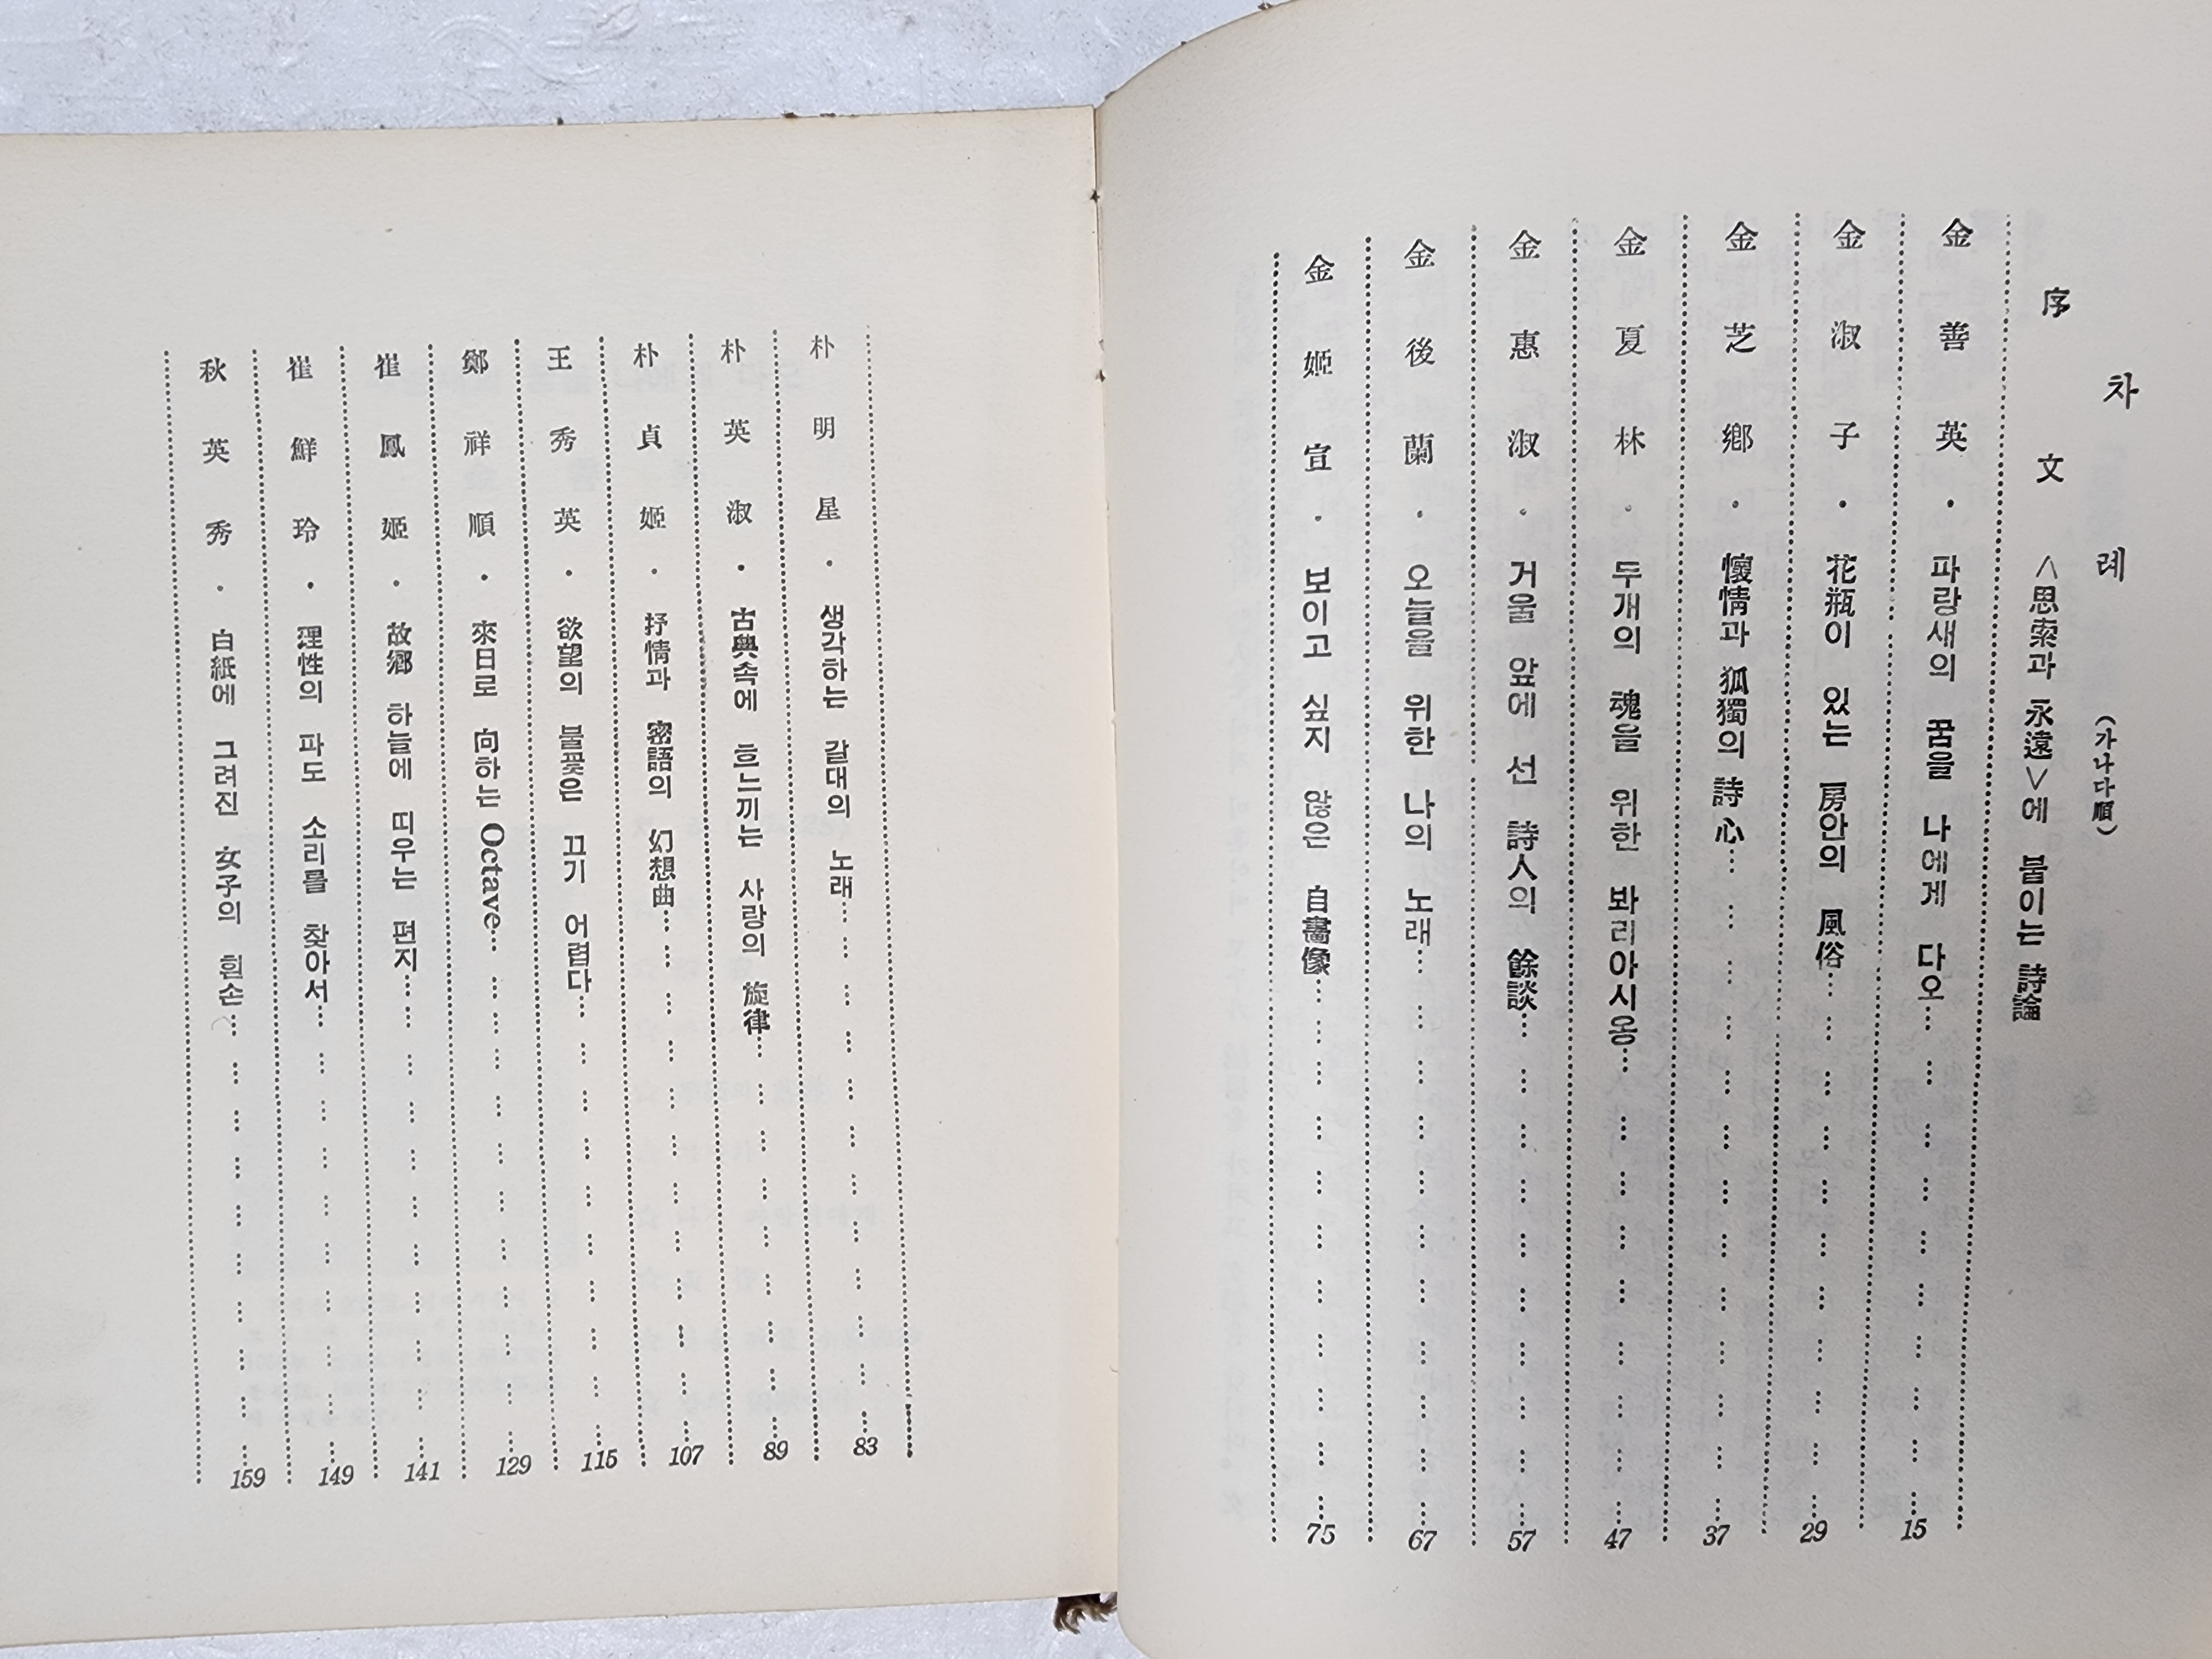 차례 (가나다順)
序文 <思索과 永遠>에 붙이는 詩論
金善英・파랑새의 꿈을 나에게 다오 15
金淑子・花瓶이 있는 房안의 風俗 29
金芝鄕・懷情과 狐獨의 詩心 37
金夏林・두개의 魂을 위한 봐리아시옹 47
金惠淑・거울 앞에 선 詩人의 餘談 57
金後蘭・오늘을 위한 나의 노래 67
金姬宣・보이고 싶지 않은 自畵像 75
朴明星・생각하는 갈대의 노래 83
朴英淑・古典속에 흐느끼는 사랑의 旋律 89
朴貞姬・抒情과 密語의 幻想曲 107
王秀英・欲望의 불꽃은 끄기 어렵다 115
鄭祥順・來日로 向하는 Octave 129
崔鳳姬・故鄕 하늘에 띠우는 편지 141
崔鮮玲・理性의 파도 소리를 찾아서 149
秋英秀・白紙에 그려진 女子의 흰손 159